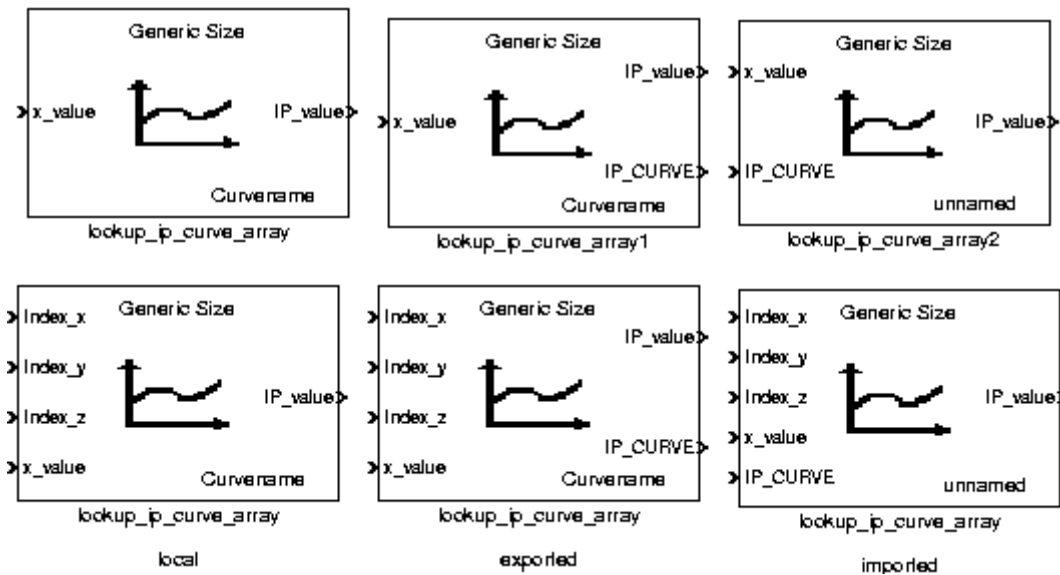 Generic Size
x_value
IP_value
Curvename
lookup_ip_curve_array
Generic Size
IP_value
x_value
IP_CURVE
Curvename
lookup_ip_curve_array1
Generic Size
x_value
IP_value
IP_CURVE
unnamed
lookup_ip_curve_array2
Generic Size
Index_x
Index_y
IP_value
Index_z
x_value
Curvename
lookup_ip_curve_array
local
Generic Size
Index_x
IP_value
Index_y
Index_z
IP_CURVE
x_value
Curvename
lookup_ip_curve_array
exported
Generic Size
Index_x
Index_y
Index_z
IP_value
x_value
IP_CURVE
unnamed
lookup_ip_curve_array
imported